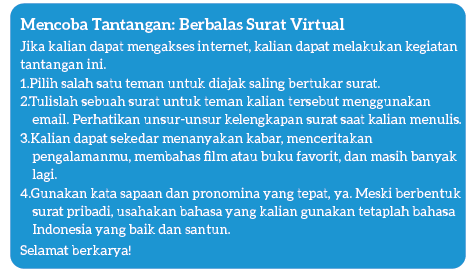 Mencoba Tantangan: Berbalas Surat Virtual
Jika kalian dapat mengakses internet, kalian dapat melakukan kegiatan
tantangan ini.
1.Pilih salah satu teman untuk diajak saling bertukar surat.
2.Tulislah sebuah surat untuk teman kalian tersebut menggunakan
email. Perhatikan unsur-unsur kelengkapan surat saat kalian menulis.
3.Kalian dapat sekedar menanyakan kabar, menceritakan
pengalamanmu, membahas film atau buku favorit, dan masih banyak
lagi.
4.Gunakan kata sapaan dan pronomina yang tepat, ya. Meski berbentuk
surat pribadi, usahakan bahasa yang kalian gunakan tetaplah bahasa
Indonesia yang baik dan santun.
Selamat berkarya!